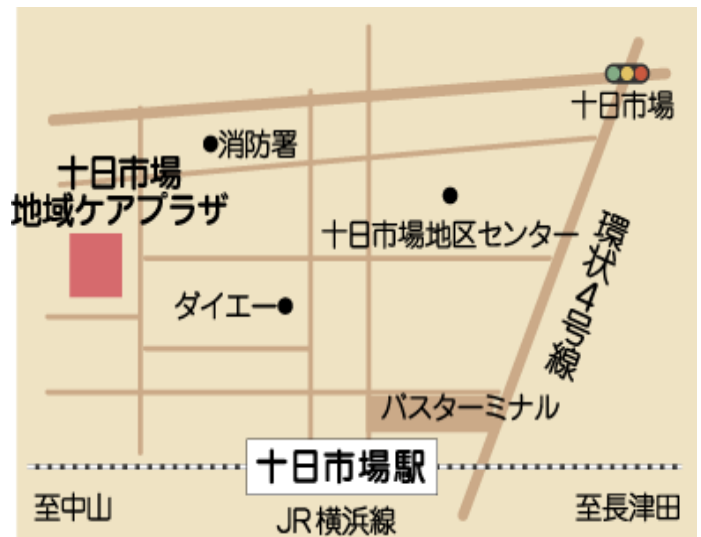 十日市場
消防署
十日市場
地域ケアプラザ
十日市場地区センター
環状4号線
ダイエー
バスターミナル
十日市場駅
至中山
JR横浜線
至長津田